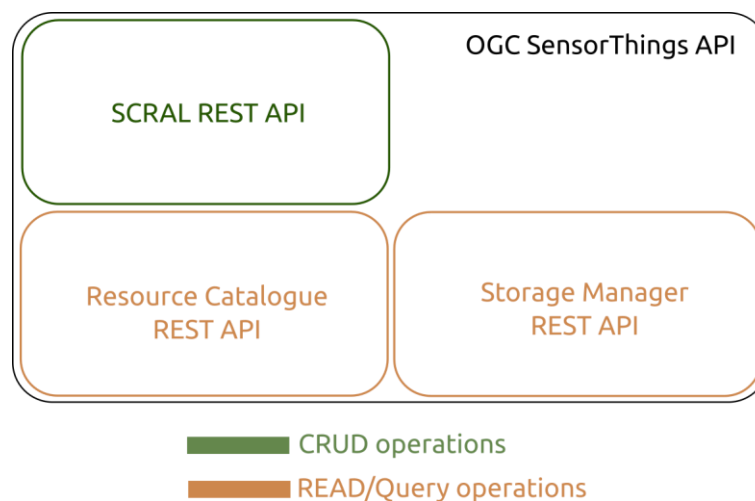 OGC SensorThings API
SCRAL REST API
Resource Catalogue
REST API
Storage Manager
REST API
CRUD operations
READ/Query operations